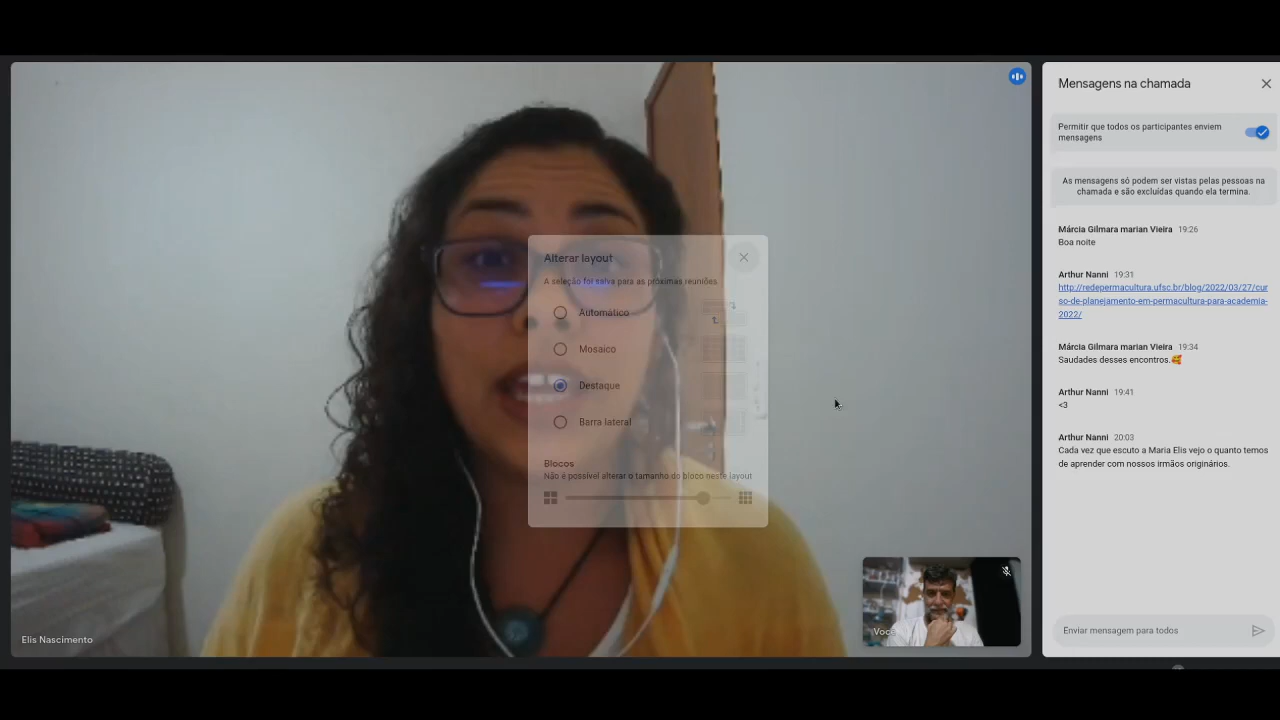 Mensagens na chamada
Permitir que todos os participantes enviem
mensagens
As mensagens só podem ser vistas pelas pessoas na
chamada e são excluídas quando ela termina.
Márcia Gilmara marian Vieira 19:26
Boa noite
Arthur Nanni 19:31
http://redepermacultura.ufsc.br/blog/2022/03/27/cur
so-de-planejamento-em-permacultura-para-academia-
2022/
Márcia Gilmara marian Vieira 19:34
Saudades desses encontros.🥰
Arthur Nanni 19:41
<3
Arthur Nanni 20:03
Cada vez que escuto a Maria Elis vejo o quanto temos
de aprender com nossos irmãos originários.
Enviar mensagem para todos
Alterar layout
A seleção foi salva para as próximas reuniões
Automático
Mosaico
Destaque
Barra lateral
Blocos
Não é possível alterar o tamanho do bloco neste layout
Elis Nascimento
Você